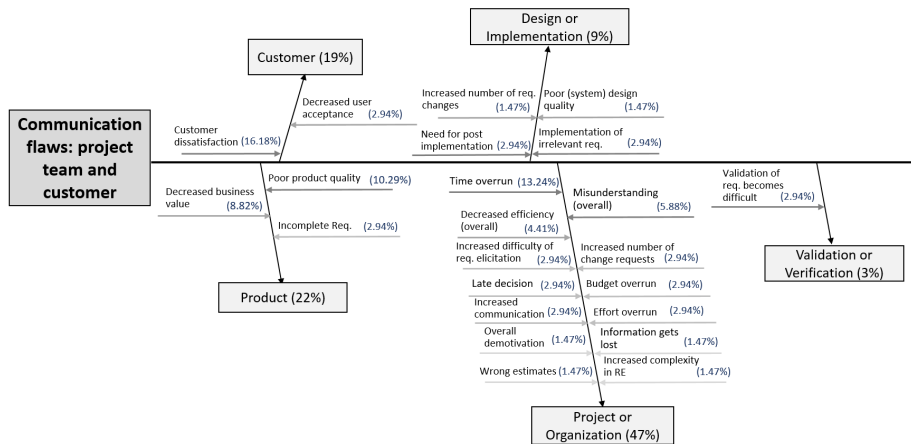 Design or
Implementation (9%)
Customer (19%)
Increased number of req.
changes (1.47%)
Poor (system) design
quality (1.47%)
Decreased user
acceptance (2.94%)
Communication
flaws: project
team and
customer
Customer
dissatisfaction (16.18%)
Need for post
implementation (2.94%)
Implementation of
irrelevant req. (2.94%)
Poor product quality (10.29%)
Decreased business
value (8.82%)
Incomplete Req. (2.94%)
Product (22%)
Time overrun (13.24%)
Misunderstanding
(overall) (5.88%)
Decreased efficiency
(overall) (4.41%)
Increased difficulty of
req. elicitation (2.94%)
Increased number of
change requests (2.94%)
Late decision (2.94%)
Budget overrun (2.94%)
Increased
communication (2.94%)
Effort overrun (2.94%)
Overall
demotivation (1.47%)
Information gets
lost (1.47%)
Wrong estimates (1.47%)
Increased complexity
in RE (1.47%)
Project or
Organization (47%)
Validation of
req. becomes
difficult (2.94%)
Validation or
Verification (3%)